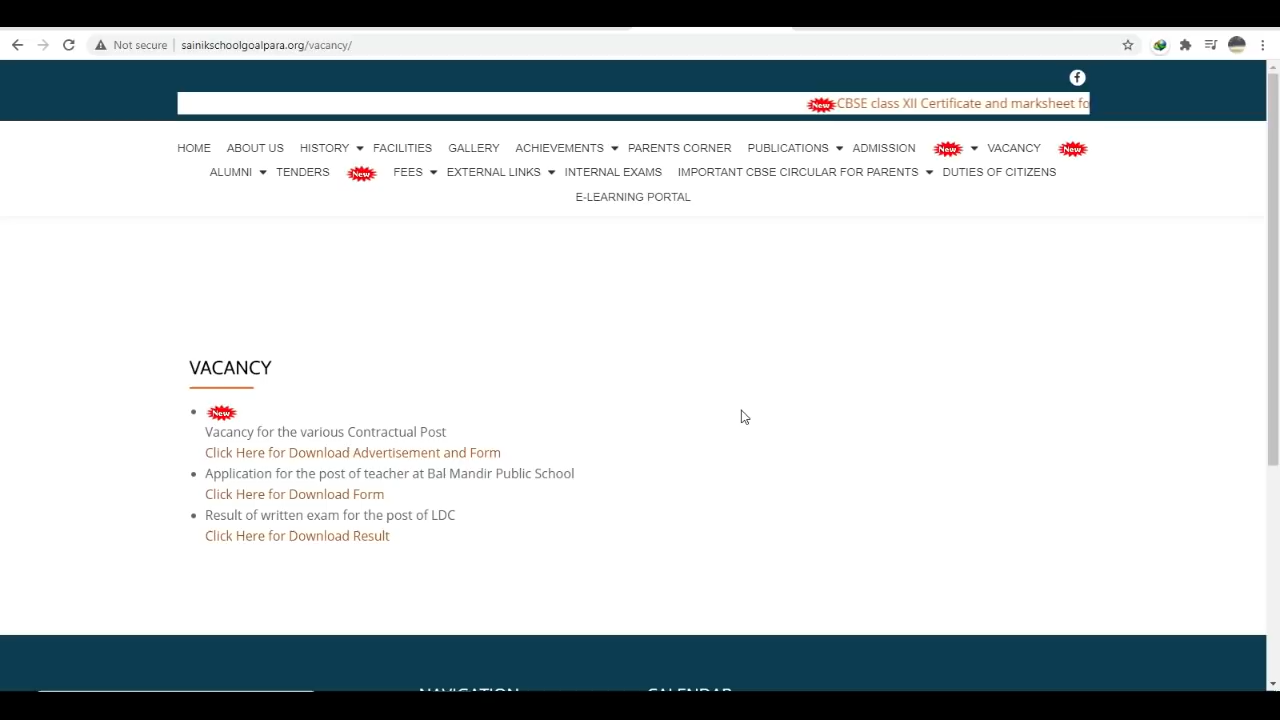 Not secure | sainikschoolgoalpara.org/vacancy/
New CBSE class XII Certificate and marksheet fo
HOME ABOUT US HISTORY FACILITIES GALLERY ACHIEVEMENTS PARENTS CORNER PUBLICATIONS ADMISSION New VACANCY New
ALUMNI TENDERS New FEES EXTERNAL LINKS INTERNAL EXAMS IMPORTANT CBSE CIRCULAR FOR PARENTS DUTIES OF CITIZENS
E-LEARNING PORTAL
VACANCY
New
Vacancy for the various Contractual Post
Click Here for Download Advertisement and Form
Application for the post of teacher at Bal Mandir Public School
Click Here for Download Form
Result of written exam for the post of LDC
Click Here for Download Result
NAVIGATION CALENDAR